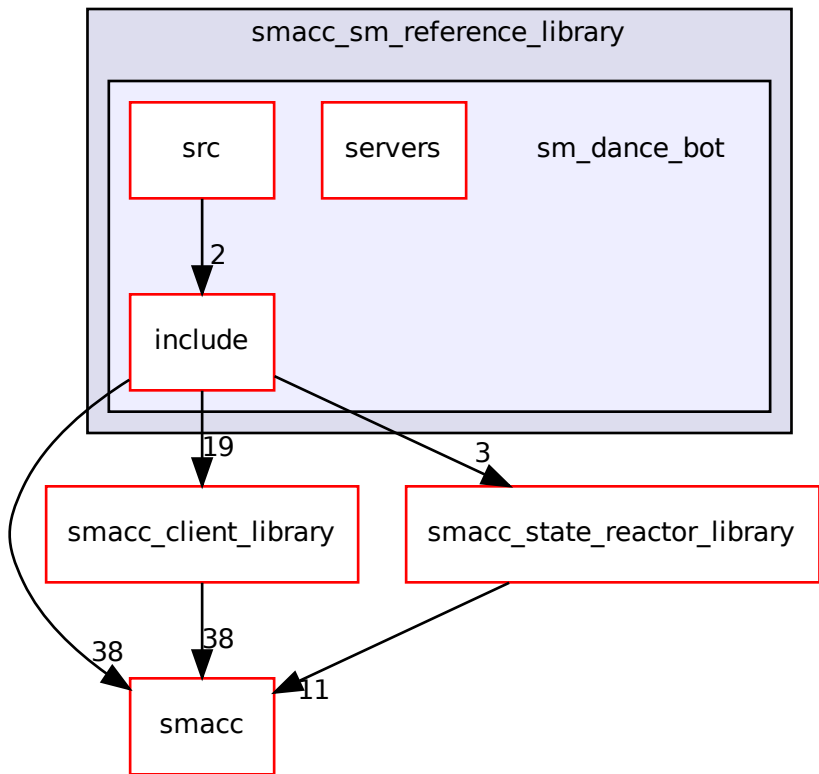 smacc_sm_reference_library
src
servers
sm_dance_bot
2
include
19
3
smacc_client_library
smacc_state_reactor_library
38
38
11
smacc